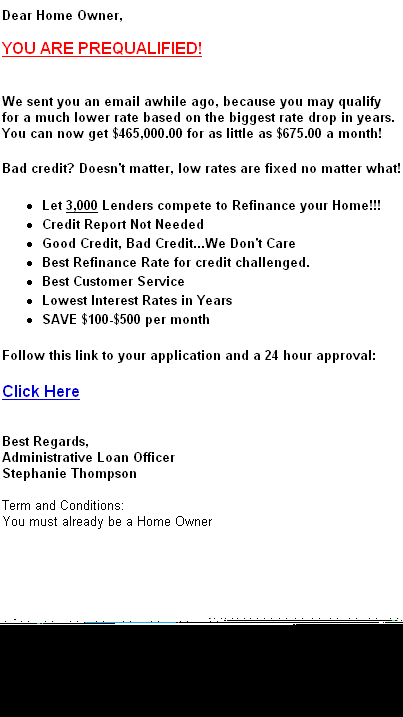 Dear Home Owner,
YOU ARE PREQUALIFIED!
We sent you an email awhile ago, because you may qualify
for a much lower rate based on the biggest rate drop in years.
You can now get $465,000.00 for as little as $675.00 a month!
Bad credit? Doesn't matter, low rates are fixed no matter what!
• Let 3,000 Lenders compete to Refinance your Home!!!
• Credit Report Not Needed
• Good Credit, Bad Credit...We Don't Care
• Best Refinance Rate for credit challenged.
• Best Customer Service
• Lowest Interest Rates in Years
• SAVE $100-$500 per month
Follow this link to your application and a 24 hour approval:
Click Here
Best Regards,
Administrative Loan Officer
Stephanie Thompson
Term and Conditions:
You must already be a Home Owner